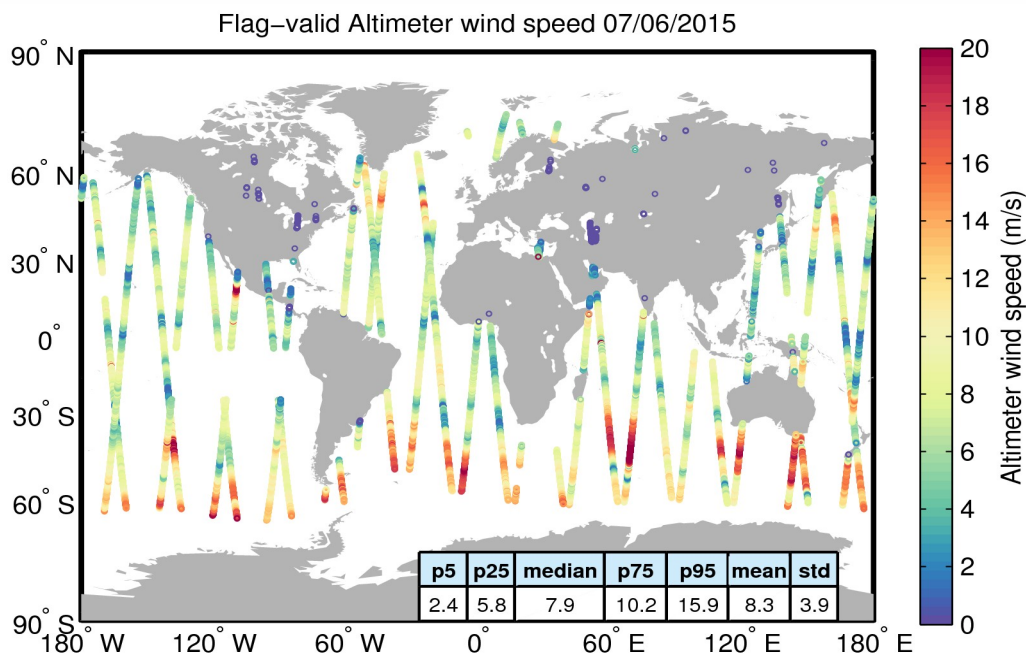 Flag−valid Altimeter wind speed 07/06/2015
90° N
60° N
30° N
0°
30° S
60° S
90° S
180° W
120° W
60° W
0°
60° E
120° E
180° E
p5 p25 median p75 p95 mean std
2.4 5.8 7.9 10.2 15.9 8.3 3.9
20
18
16
14
12
10
8
6
4
2
0
Altimeter wind speed (m/s)